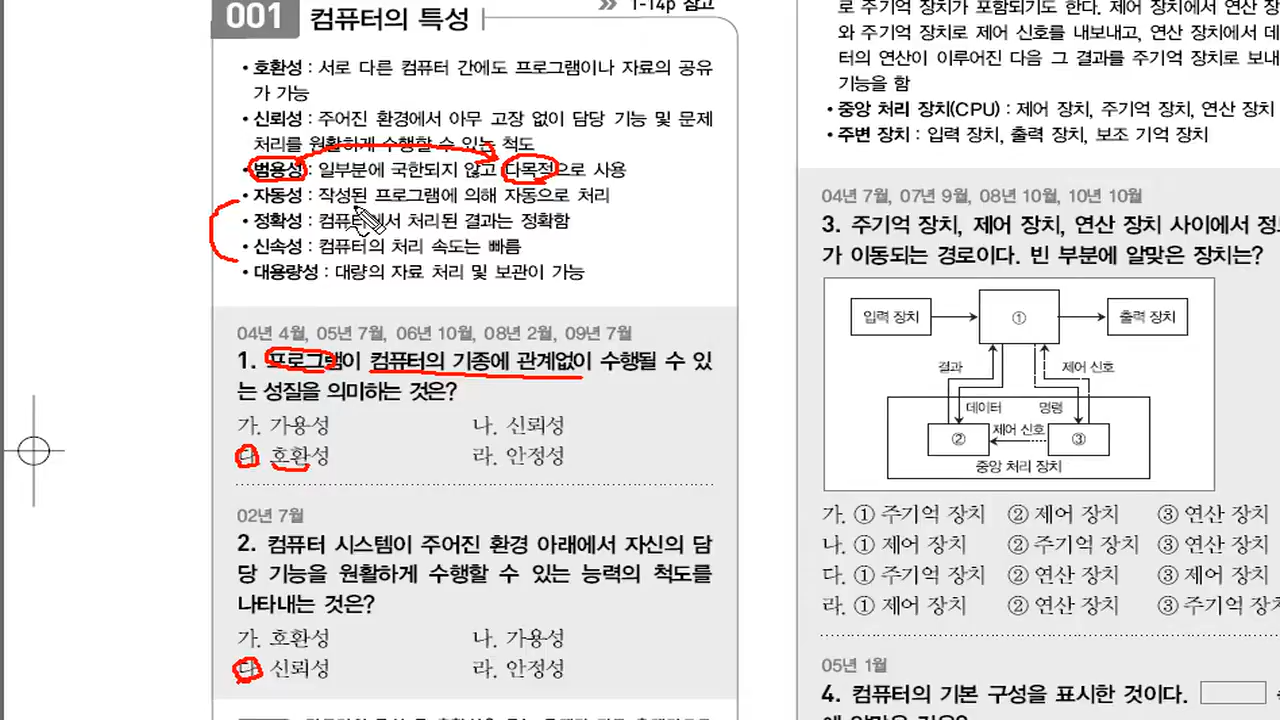 001 컴퓨터의 특성
1-14p 참고
• 호환성 : 서로 다른 컴퓨터 간에도 프로그램이나 자료의 공유
가 가능
• 신뢰성 : 주어진 환경에서 아무 고장 없이 담당 기능 및 문제
처리를 원활하게 수행할 수 있는 척도
• 범용성 : 일부분에 국한되지 않고 다목적으로 사용
• 자동성 : 작성된 프로그램에 의해 자동으로 처리
• 정확성 : 컴퓨터에서 처리된 결과는 정확함
• 신속성 : 컴퓨터의 처리 속도는 빠름
• 대용량성 : 대량의 자료 처리 및 보관이 가능
04년 4월, 05년 7월, 06년 10월, 08년 2월, 09년 7월
1. 프로그램이 컴퓨터의 기종에 관계없이 수행될 수 있
는 성질을 의미하는 것은?
가. 가용성 나. 신뢰성
다. 호환성 라. 안정성
02년 7월
2. 컴퓨터 시스템이 주어진 환경 아래에서 자신의 담
당 기능을 원활하게 수행할 수 있는 능력의 척도를
나타내는 것은?
가. 호환성 나. 가용성
다. 신뢰성 라. 안정성
로 주기억 장치가 포함되기도 한다. 제어 장치에서 연산 장
와 주기억 장치로 제어 신호를 내보내고, 연산 장치에서 데
터의 연산이 이루어진 다음 그 결과를 주기억 장치로 보내
기능을 함
• 중앙 처리 장치(CPU) : 제어 장치, 주기억 장치, 연산 장치
• 주변 장치 : 입력 장치, 출력 장치, 보조 기억 장치
04년 7월, 07년 9월, 08년 10월, 10년 10월
3. 주기억 장치, 제어 장치, 연산 장치 사이에서 정
가 이동되는 경로이다. 빈 부분에 알맞은 장치는?
입력 장치 ① 출력 장치
결과 제어 신호
데이터 명령
② 제어 신호 ③
중앙 처리 장치
가. ① 주기억 장치 ② 제어 장치 ③ 연산 장치
나. ① 제어 장치 ② 주기억 장치 ③ 연산 장치
다. ① 주기억 장치 ② 연산 장치 ③ 제어 장치
라. ① 제어 장치 ② 연산 장치 ③ 주기억 장
05년 1월
4. 컴퓨터의 기본 구성을 표시한 것이다.